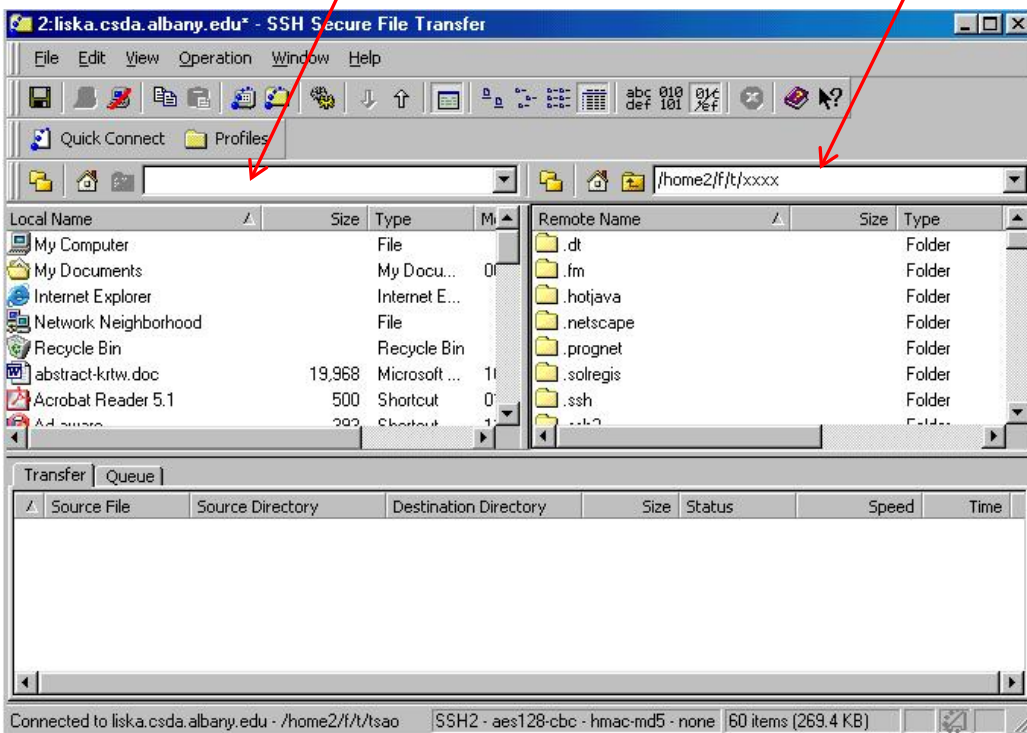 2:liska.csda.albany.edu* - SSH Secure File Transfer
File Edit View Operation Window Help
abc def 010 101
Quick Connect Profiles
/home2/f/t/xxxx
Local Name Size Type
My Computer File
My Documents My Docu...
Internet Explorer Internet E...
Network Neighborhood File
Recycle Bin Recycle Bin
abstract-krtw.doc 19,968 Microsoft ...
Acrobat Reader 5.1 500 Shortcut
Remote Name Size Type
.dt Folder
.fm Folder
.hotjava Folder
.netscape Folder
.prognet Folder
.solregis Folder
.ssh Folder
Transfer Queue
Source File Source Directory Destination Directory Size Status Speed Time
Connected to liska.csda.albany.edu - /home2/f/t/tsao SSH2 - aes128-cbc - hmac-md5 - none 60 items (269.4 KB)